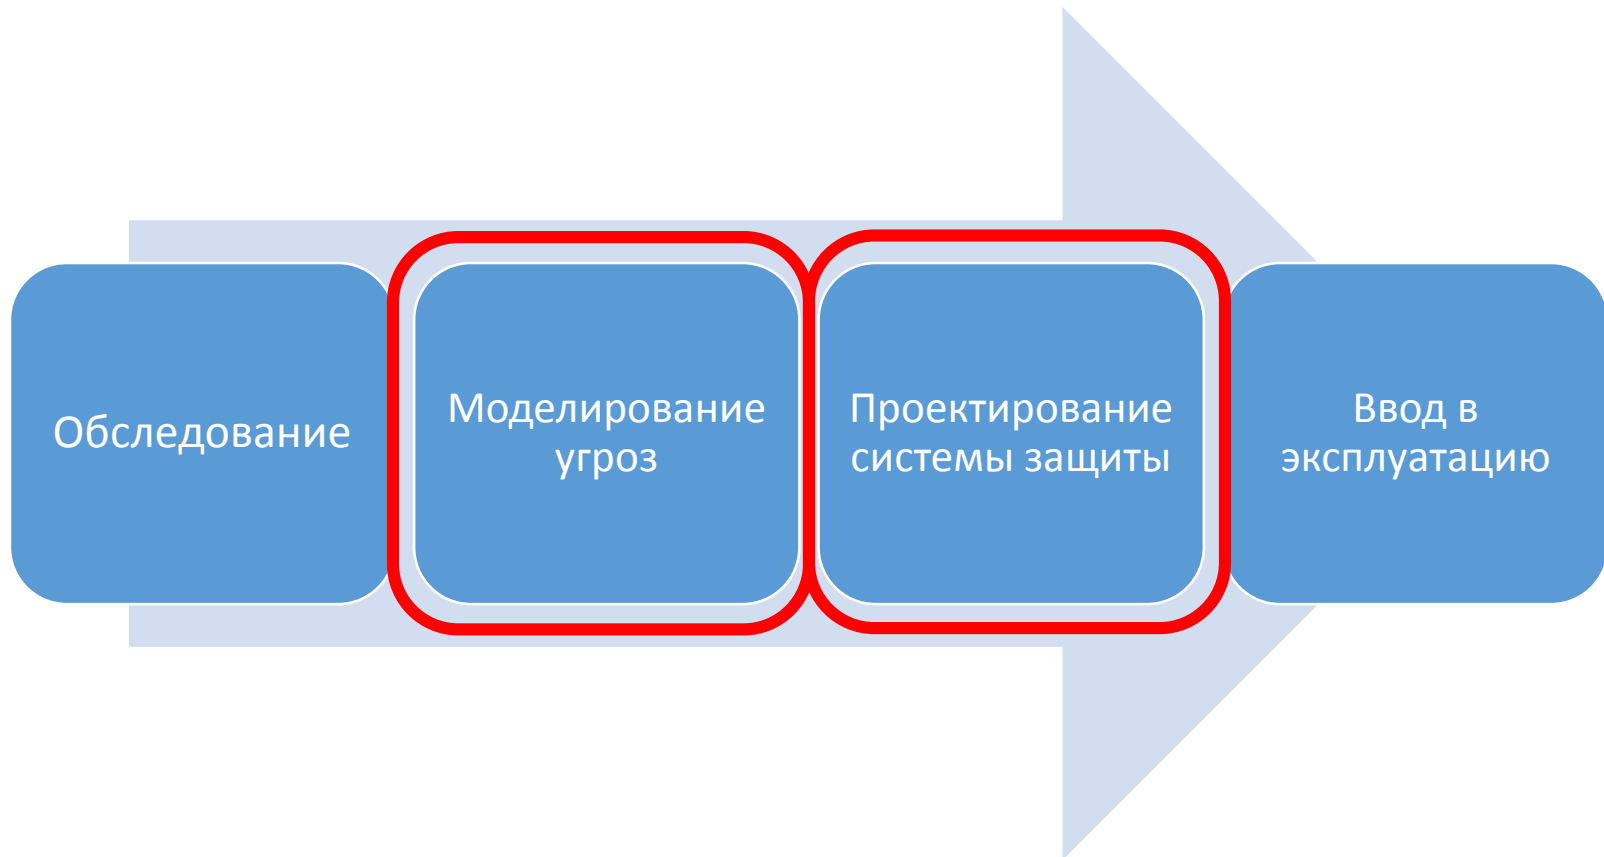 Обследование
Моделирование
угроз
Проектирование
системы защиты
Ввод в
эксплуатацию